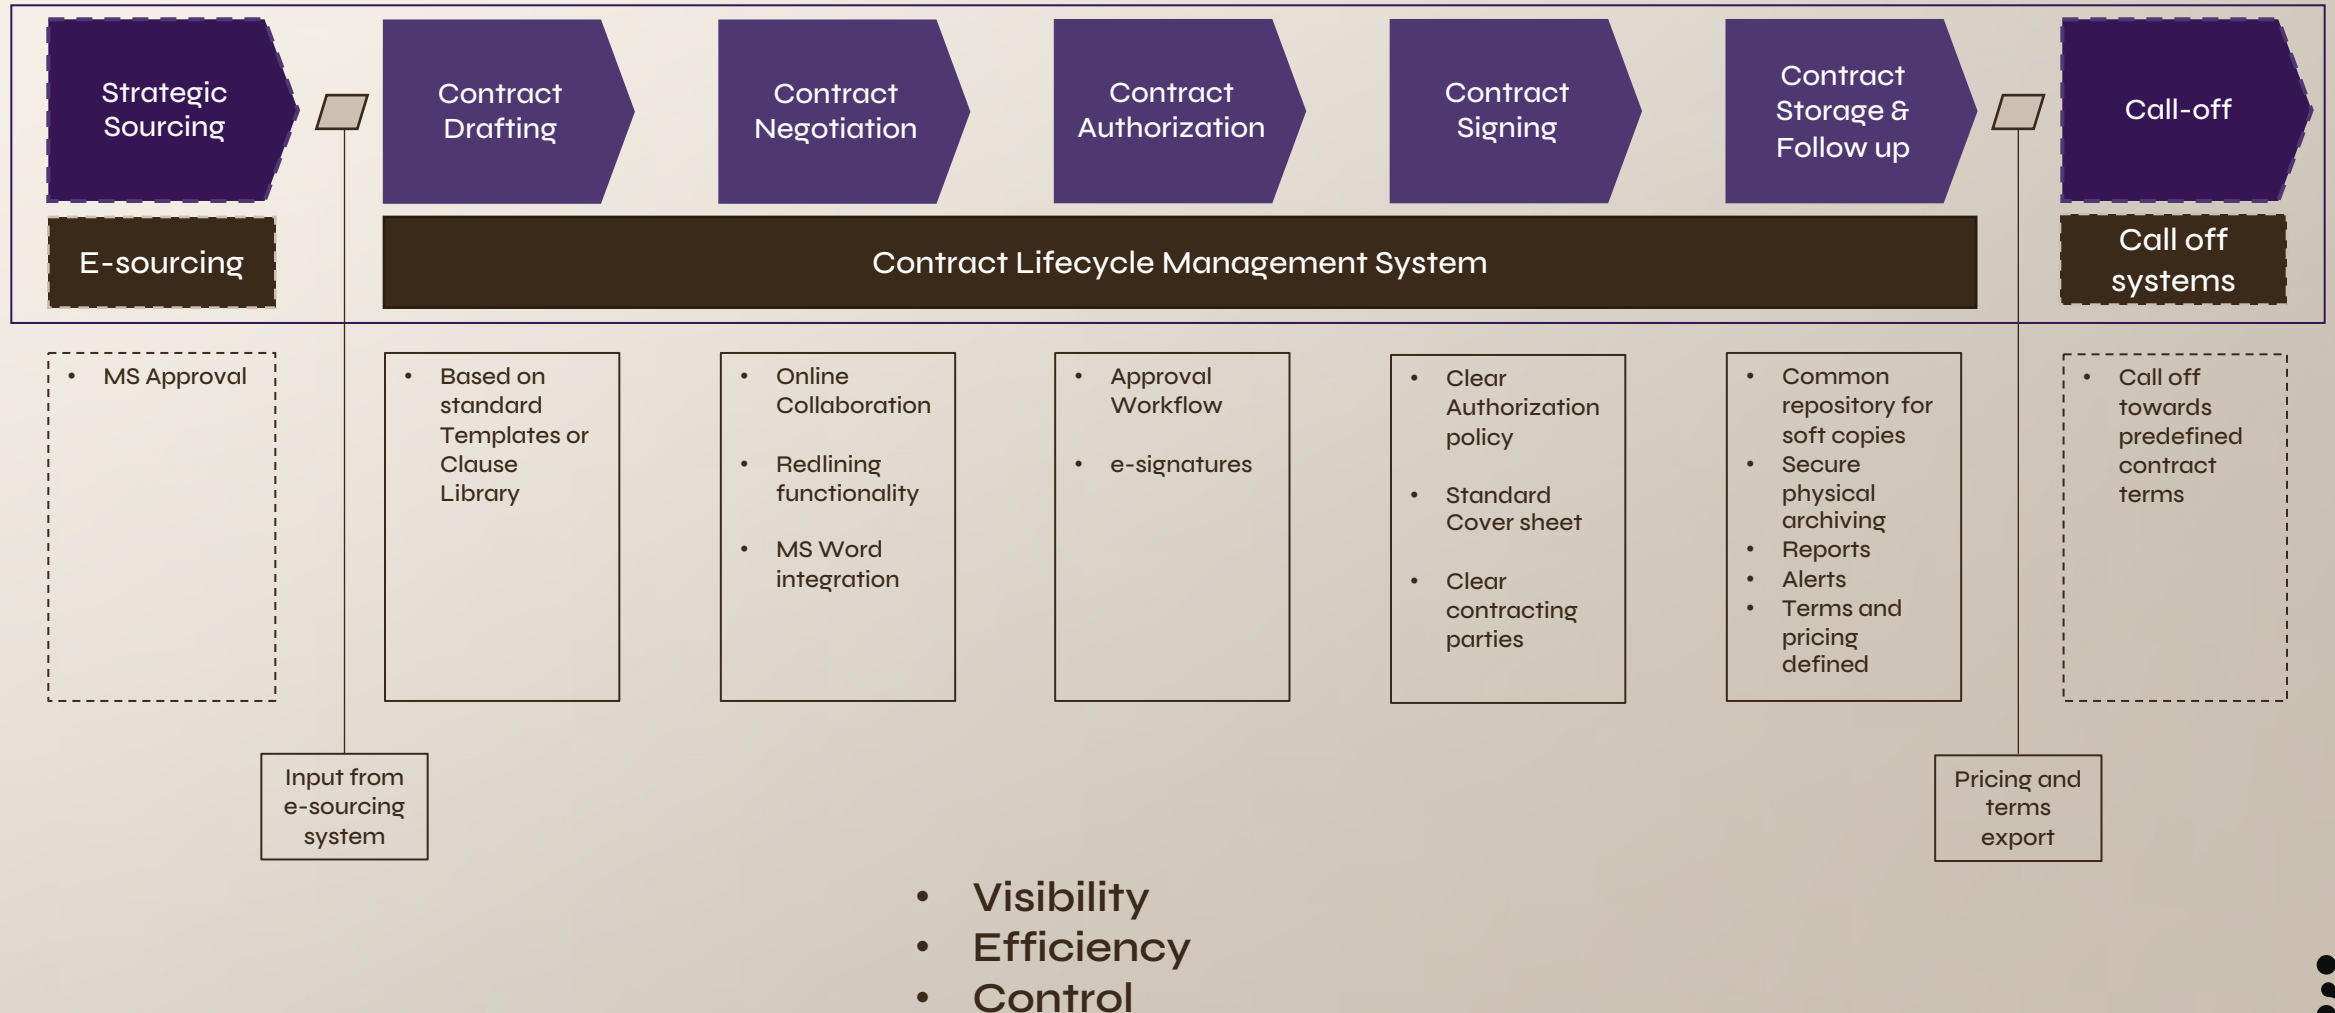 Strategic
Sourcing
Contract
Drafting
Contract
Negotiation
Contract
Authorization
Contract
Signing
Contract
Storage &
Follow up
Call-off
E-sourcing
Contract Lifecycle Management System
Call off
systems
• MS Approval
• Based on
standard
Templates or
Clause
Library
• Online
Collaboration
• Redlining
functionality
• MS Word
integration
• Approval
Workflow
• e-signatures
• Clear
Authorization
policy
• Standard
Cover sheet
• Clear
contracting
parties
• Common
repository for
soft copies
• Secure
physical
archiving
• Reports
• Alerts
• Terms and
pricing
defined
• Call off
towards
predefined
contract
terms
Input from
e-sourcing
system
Pricing and
terms
export
• Visibility
• Efficiency
• Control